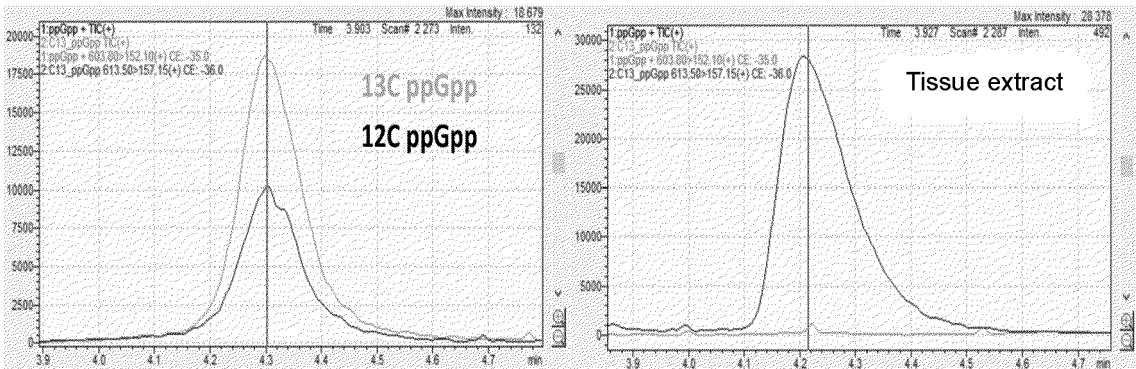 Max Intensity : 18 679
1:ppGpp + TIC(+)
Time 3.903 Scan# 2 273 Inten. 132
2:C13_ppGpp TIC(+)
1:ppGpp + 603.80>152.10(+) CE: -35.0
2:C13_ppGpp 613.50>157.15(+) CE: -36.0
20000
17500
15000
12500
10000
7500
5000
2500
0
13C ppGpp
12C ppGpp
3.9 4.0 4.1 4.2 4.3 4.4 4.5 4.6 4.7 min
Max Intensity : 28 378
1:ppGpp + TIC(+)
Time 3.927 Scan# 2 287 Inten. 492
2:C13_ppGpp TIC(+)
1:ppGpp + 603.80>152.10(+) CE: -35.0
2:C13_ppGpp 613.50>157.15(+) CE: -36.0
30000
25000
20000
15000
10000
5000
0
Tissue extract
3.9 4.0 4.1 4.2 4.3 4.4 4.5 4.6 4.7 min